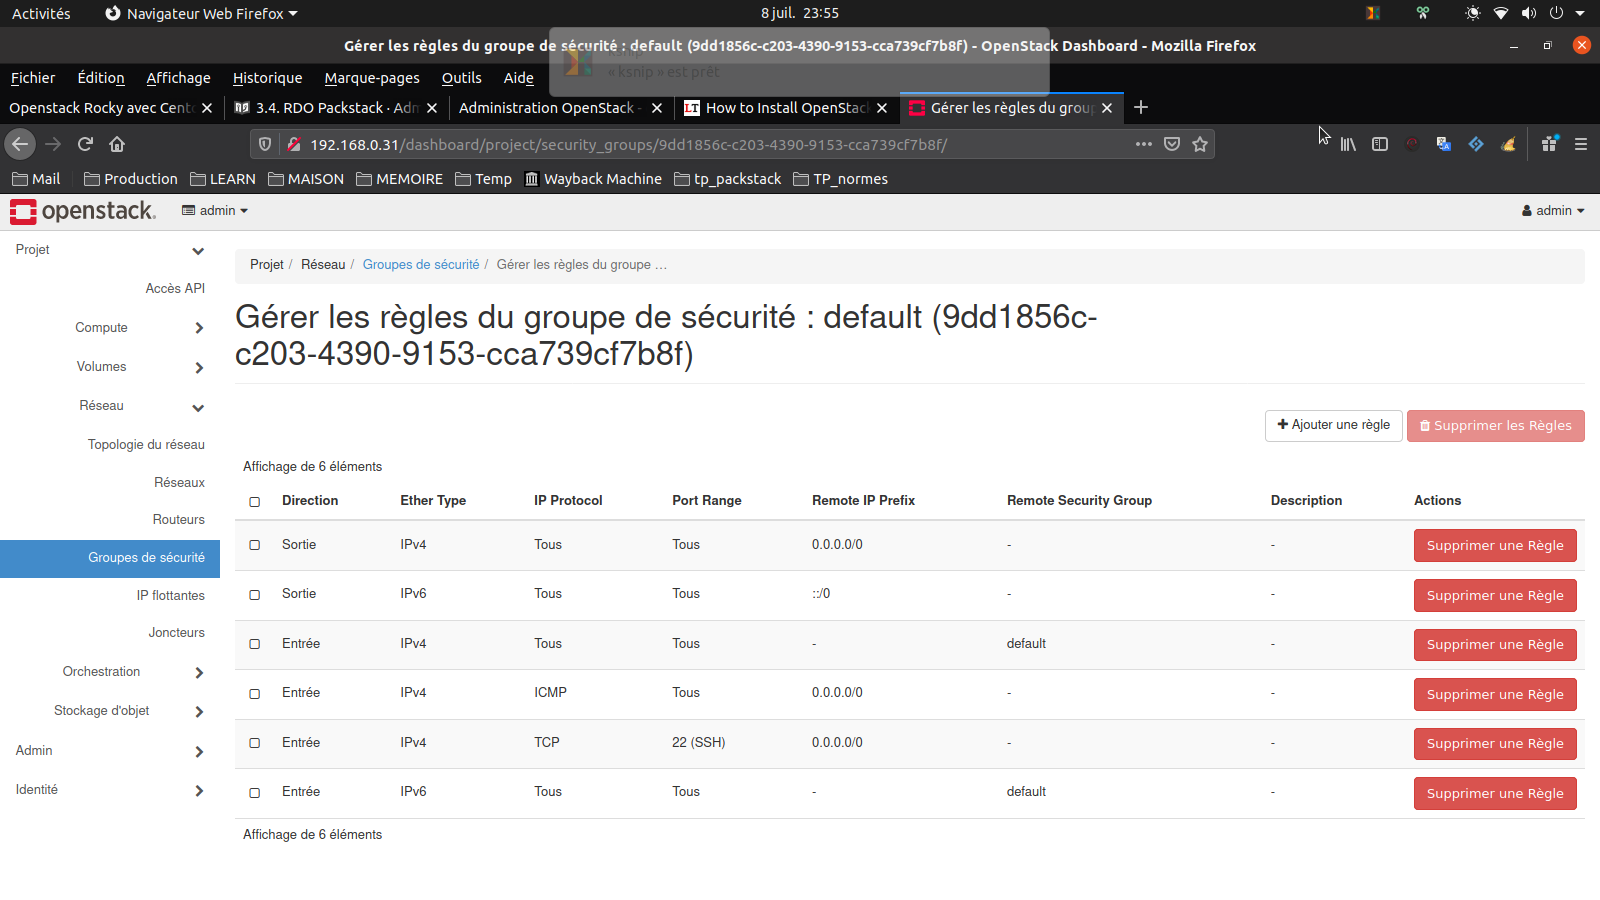 Activités
Navigateur Web Firefox
8 juil. 23:55
Gérer les règles du groupe de sécurité : default (9dd1856c-c203-4390-9153-cca739cf7b8f) - OpenStack Dashboard - Mozilla Firefox
« ksnip » est prêt
Fichier Édition Affichage Historique Marque-pages Outils Aide
Openstack Rocky avec Cent
3.4. RDO Packstack · Adm
Administration OpenStack -
LT How to Install OpenStac
Gérer les règles du grou
192.168.0.31/dashboard/project/security_groups/9dd1856c-c203-4390-9153-cca739cf7b8f/
Mail Production LEARN MAISON MEMOIRE Temp Wayback Machine tp_packstack TP_normes
openstack. admin admin
Projet
Accès API
Compute
Volumes
Réseau
Topologie du réseau
Réseaux
Routeurs
Groupes de sécurité
IP flottantes
Joncteurs
Orchestration
Stockage d'objet
Admin
Identité
Projet / Réseau / Groupes de sécurité / Gérer les règles du groupe …
Gérer les règles du groupe de sécurité : default (9dd1856c-
c203-4390-9153-cca739cf7b8f)
Ajouter une règle Supprimer les Règles
Affichage de 6 éléments
Direction Ether Type IP Protocol Port Range Remote IP Prefix Remote Security Group Description Actions
Sortie IPv4 Tous Tous 0.0.0.0/0 - - Supprimer une Règle
Sortie IPv6 Tous Tous ::/0 - - Supprimer une Règle
Entrée IPv4 Tous Tous - default - Supprimer une Règle
Entrée IPv4 ICMP Tous 0.0.0.0/0 - - Supprimer une Règle
Entrée IPv4 TCP 22 (SSH) 0.0.0.0/0 - - Supprimer une Règle
Entrée IPv6 Tous Tous - default - Supprimer une Règle
Affichage de 6 éléments